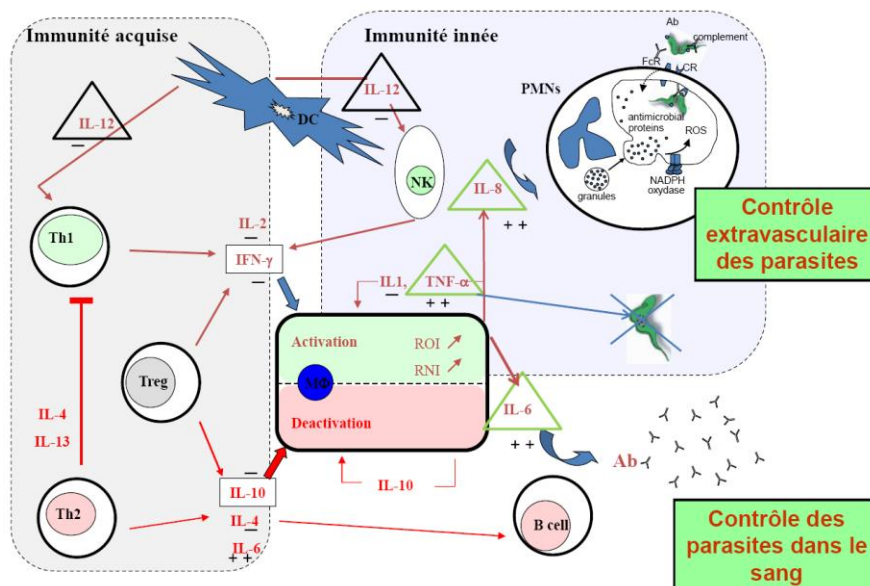 Immunité acquise
Immunité innée
Ab
complement
FcR
CR
PMNs
antimicrobial
proteins
ROS
NADPH
oxydase
granules
IL-12
–
IL-12
–
DC
NK
IL-8
+ +
Contrôle
extravasculaire
des parasites
Th1
IL-2
–
IFN-γ
–
IL1,
–
TNF-α
+ +
Activation
ROI
RNI
MΦ
Deactivation
Treg
IL-4
IL-13
IL-6
+ +
Ab
–
IL-10
IL-4
–
IL-6
+ +
IL-10
Th2
B cell
Contrôle des
parasites dans le
sang